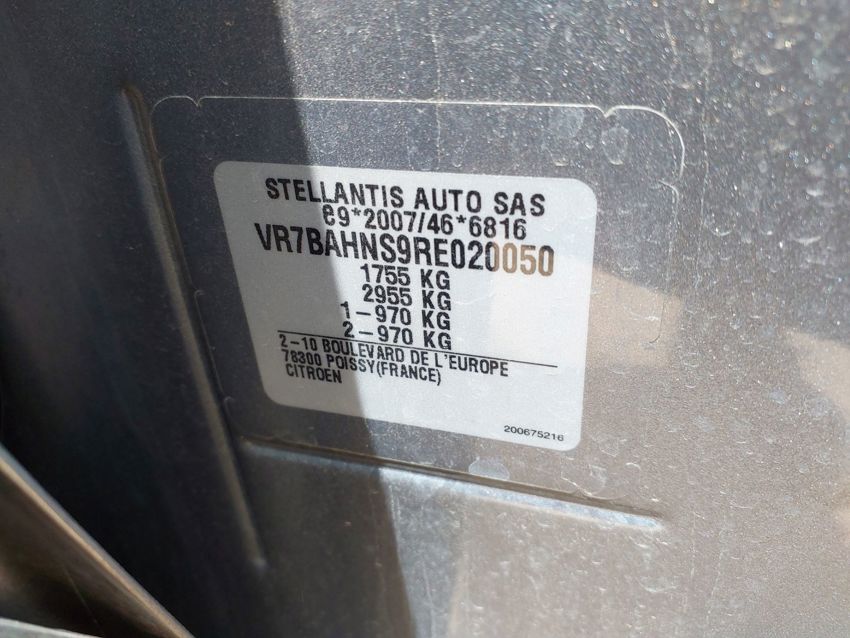 STELLANTIS AUTO SAS
e9*2007/46*6816
VR7BAHNS9RE020050
1755 KG
2955 KG
1-970 KG
2-970 KG
2-10 BOULEVARD DE L'EUROPE
78300 POISSY(FRANCE)
CITROEN
200675216